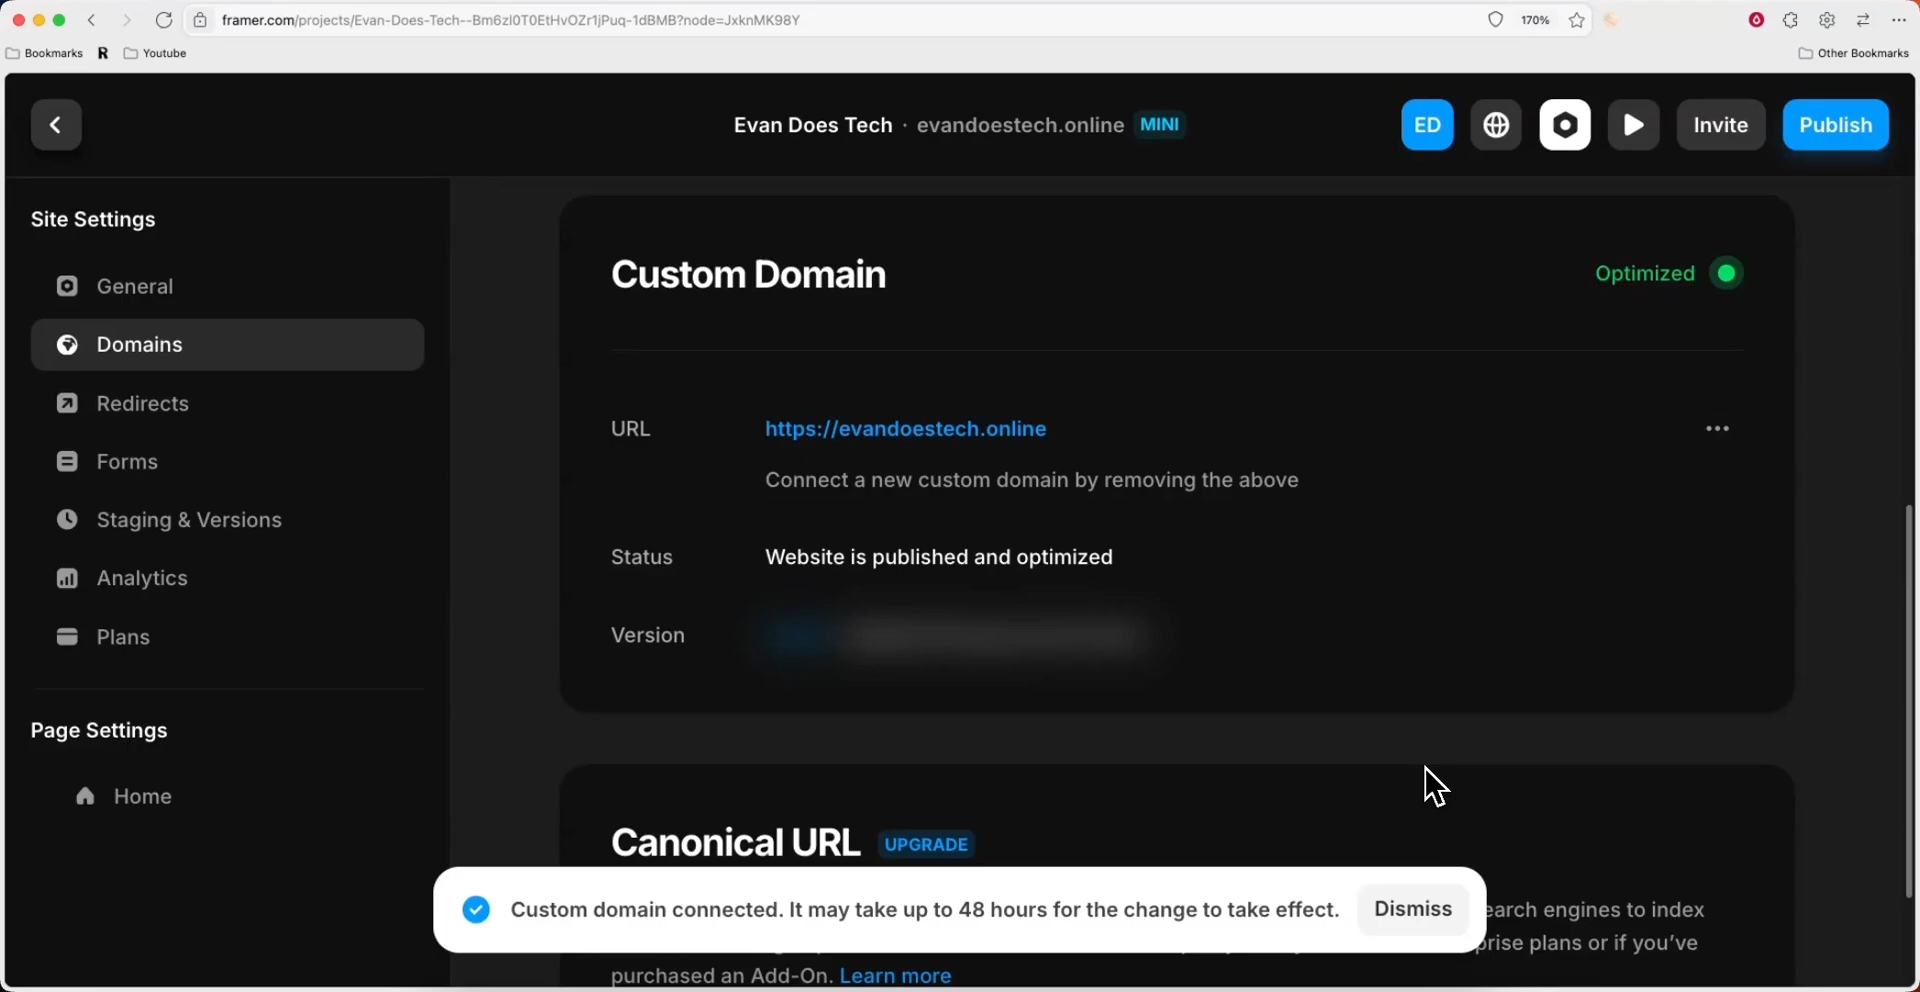 framer.com/projects/Evan-Does-Tech--Bm6zI0T0EtHvOZr1jPuq-1dBMB?node=JxknMK98Y
170%
Bookmarks
R
Youtube
Other Bookmarks
Evan Does Tech · evandoestech.online MINI
ED
Invite
Publish
Site Settings
General
Domains
Redirects
Forms
Staging & Versions
Analytics
Plans
Page Settings
Home
Custom Domain
Optimized
URL
https://evandoestech.online
Connect a new custom domain by removing the above
Status
Website is published and optimized
Version
Canonical URL UPGRADE
Custom domain connected. It may take up to 48 hours for the change to take effect.
Dismiss
earch engines to index
prise plans or if you've
purchased an Add-On. Learn more